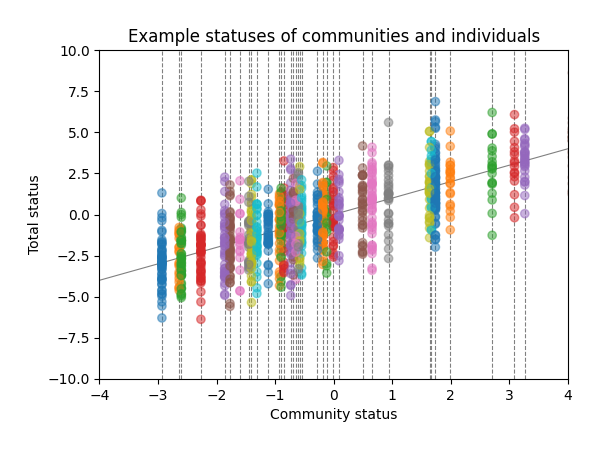 Example statuses of communities and individuals
10.0
7.5
5.0
2.5
0.0
−2.5
−5.0
−7.5
−10.0
Total status
−4 −3 −2 −1 0 1 2 3 4
Community status